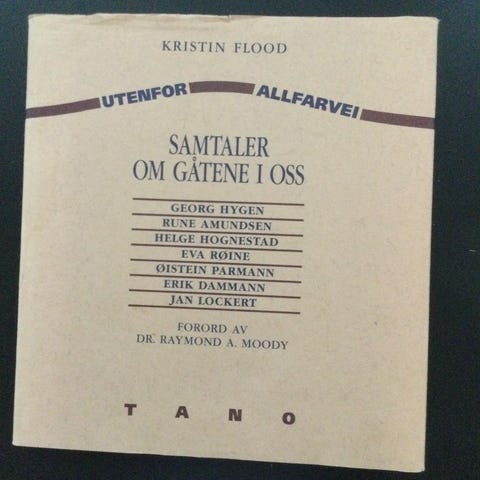 KRISTIN FLOOD
UTENFOR ALLFARVEI
SAMTALER
OM GÅTENE I OSS
GEORG HYGEN
RUNE AMUNDSEN
HELGE HOGNESTAD
EVA RØINE
ØISTEIN PARMANN
ERIK DAMMANN
JAN LOCKERT
FORORD AV
DR. RAYMOND A. MOODY
TANO